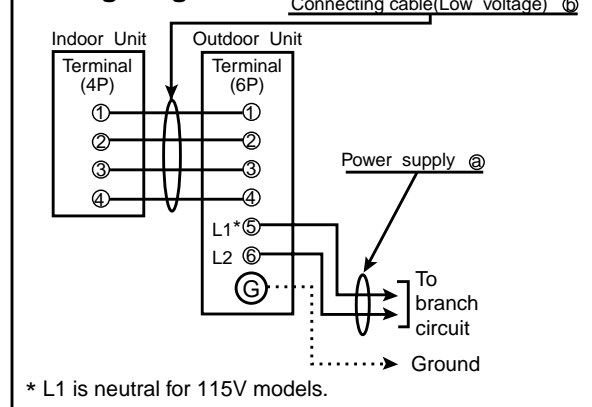 Connecting cable(Low voltage) ⓑ
Indoor Unit
Outdoor Unit
Terminal
(4P)
Terminal
(6P)
① ①
② ②
③ ③
④ ④
L1*⑤
L2 ⑥
G
Power supply ⓐ
To
branch
circuit
Ground
* L1 is neutral for 115V models.